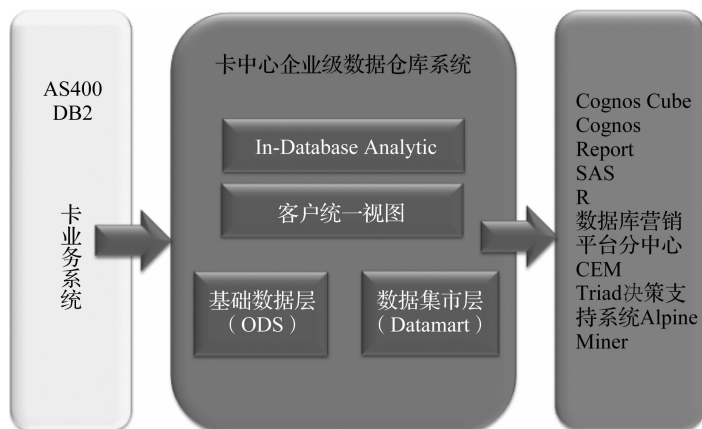 AS400
DB2
卡业务系统
卡中心企业级数据仓库系统
In-Database Analytic
客户统一视图
基础数据层
（ODS）
数据集市层
（Datamart）
Cognos Cube
Cognos
Report
SAS
R
数据库营销
平台分中心
CEM
Triad决策支
持系统Alpine
Miner